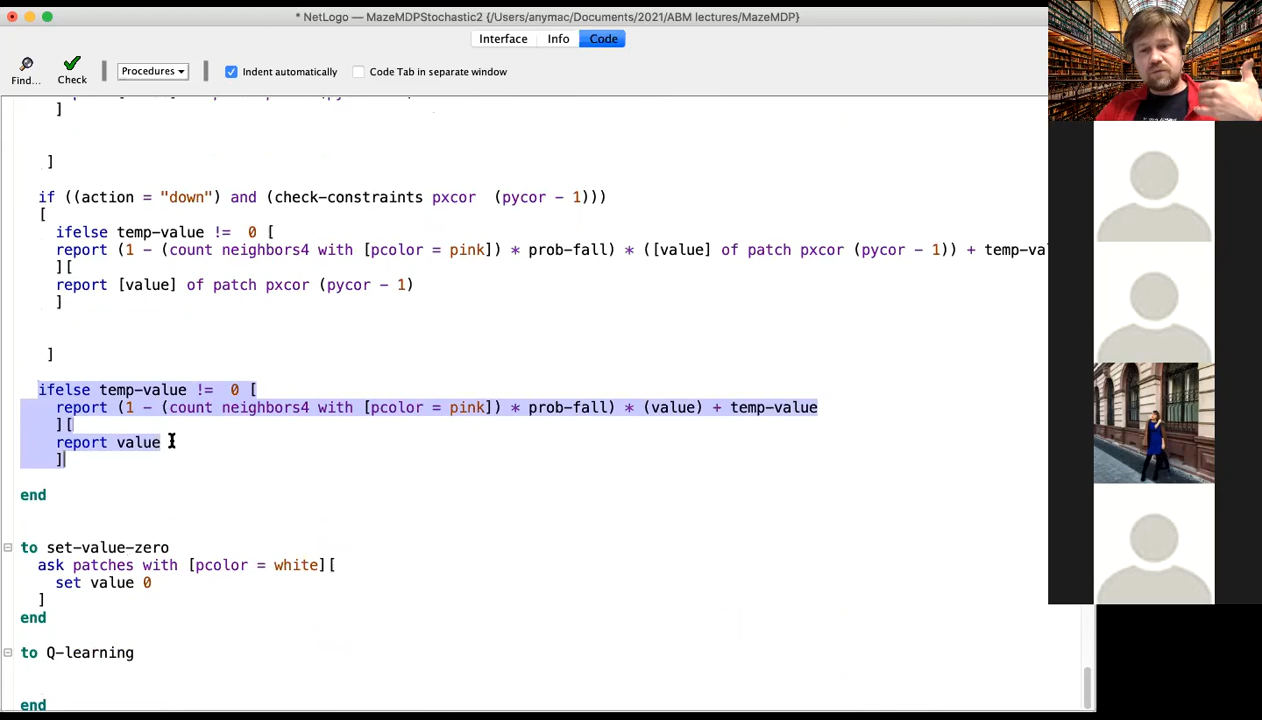 * NetLogo — MazeMDPStochastic2 {/Users/anymac/Documents/2021/ABM lectures/MazeMDP}
Interface Info Code
Find... Check Procedures Indent automatically Code Tab in separate window
]
]
if ((action = "down") and (check-constraints pxcor (pycor - 1)))
[
ifelse temp-value != 0 [
report (1 - (count neighbors4 with [pcolor = pink]) * prob-fall) * ([value] of patch pxcor (pycor - 1)) + temp-va
][
report [value] of patch pxcor (pycor - 1)
]
]
ifelse temp-value != 0 [
report (1 - (count neighbors4 with [pcolor = pink]) * prob-fall) * (value) + temp-value
][
report value
]
end
to set-value-zero
ask patches with [pcolor = white][
set value 0
]
end
to Q-learning
end